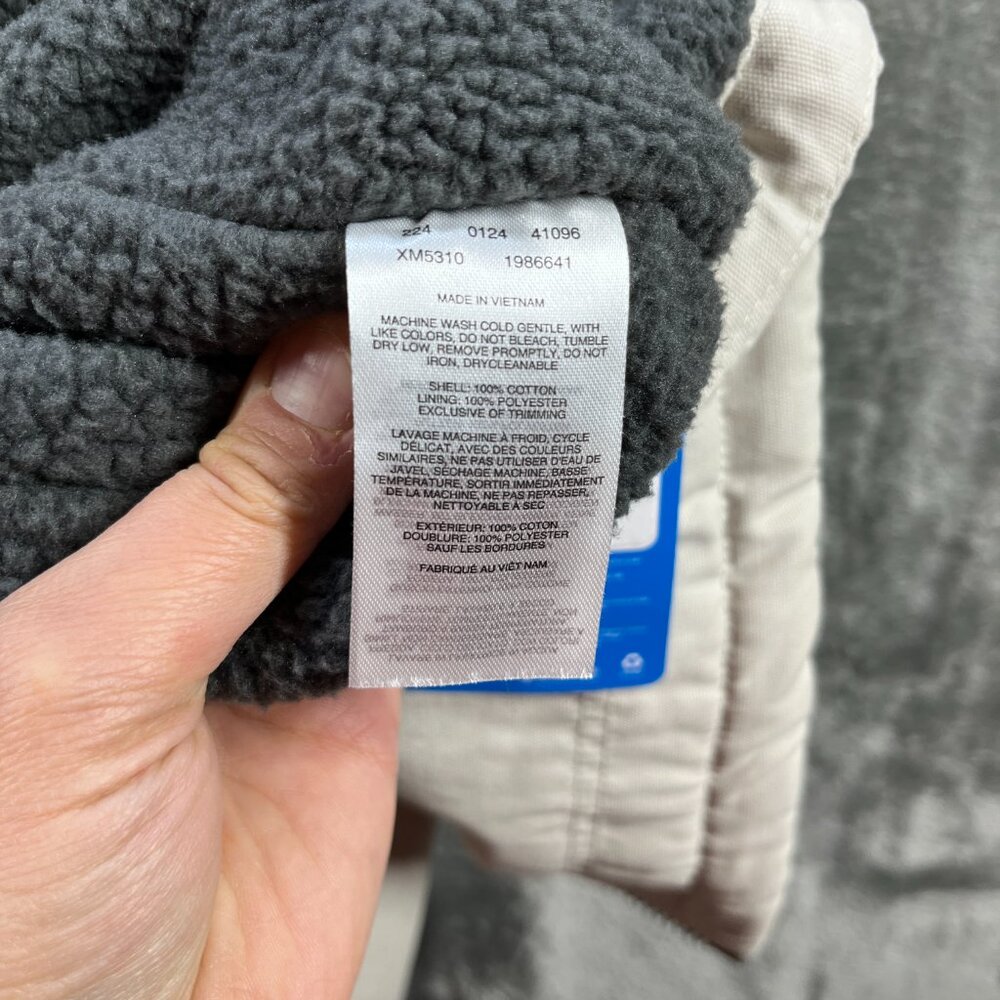 224 0124 41096
XM5310 1986641
MADE IN VIETNAM
MACHINE WASH COLD GENTLE, WITH
LIKE COLORS, DO NOT BLEACH, TUMBLE
DRY LOW, REMOVE PROMPTLY, DO NOT
IRON, DRYCLEANABLE
SHELL: 100% COTTON
LINING: 100% POLYESTER
EXCLUSIVE OF TRIMMING
LAVAGE MACHINE À FROID, CYCLE
DÉLICAT, AVEC DES COULEURS
SIMILAIRES, NE PAS UTILISER D'EAU DE
JAVEL, SÉCHAGE MACHINE, BASSE
TEMPÉRATURE, SORTIR IMMÉDIATEMENT
DE LA MACHINE, NE PAS REPASSER,
NETTOYABLE À SEC
EXTÉRIEUR: 100% COTON
DOUBLURE: 100% POLYESTER
SAUF LES BORDURES
FABRIQUÉ AU VIÊT NAM